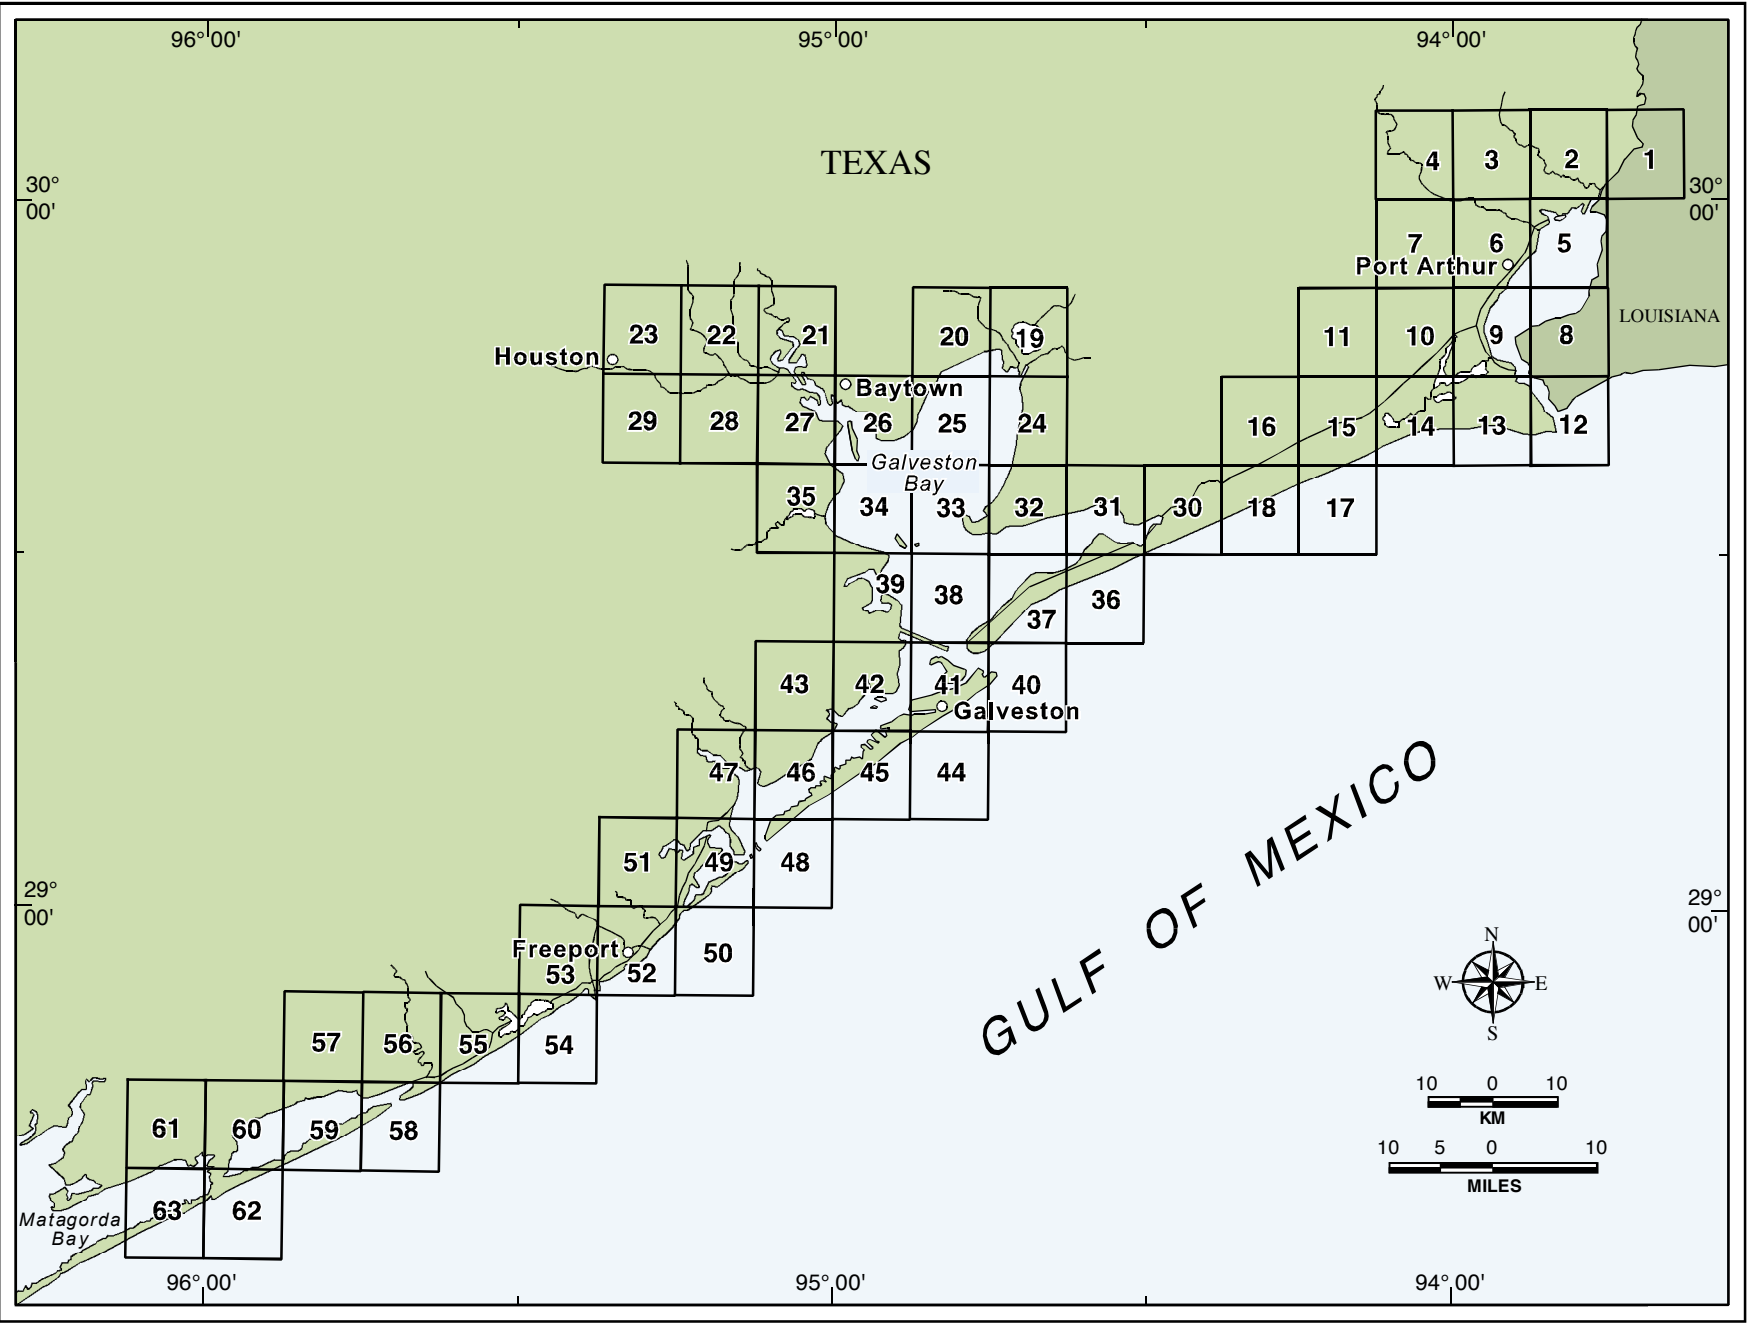 96° 00' 95° 00' 94° 00'
TEXAS
4 3 2 1
30° 30°
00' 00'
7 6 5
Port Arthur
LOUISIANA
23 22 21 20 19 11 10 9 8
Houston
Baytown
29 28 27 26 25 24 16 15 14 13 12
Galveston
Bay
35 34 33 32 31 30 18 17
39 38 37 36
43 42 41 40
Galveston
47 46 45 44
GULF OF MEXICO
51 49 48
29° 29°
00' 00'
Freeport
53 52 50
N
W E
S
57 56 55 54
10 0 10
KM
61 60 59 58
10 5 0 10
MILES
63 62
Matagorda
Bay
96° 00' 95° 00' 94° 00'